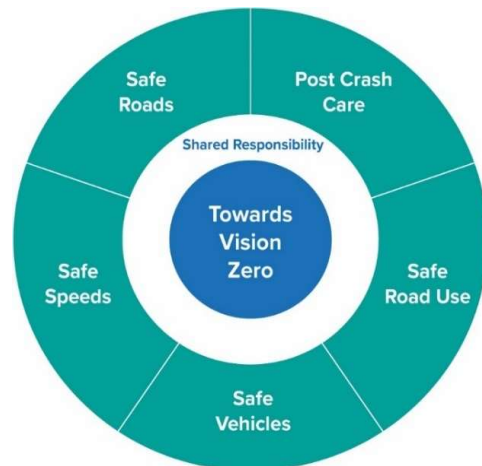 Safe
Roads
Post Crash
Care
Shared Responsibility
Towards
Vision
Zero
Safe
Speeds
Safe
Road Use
Safe
Vehicles